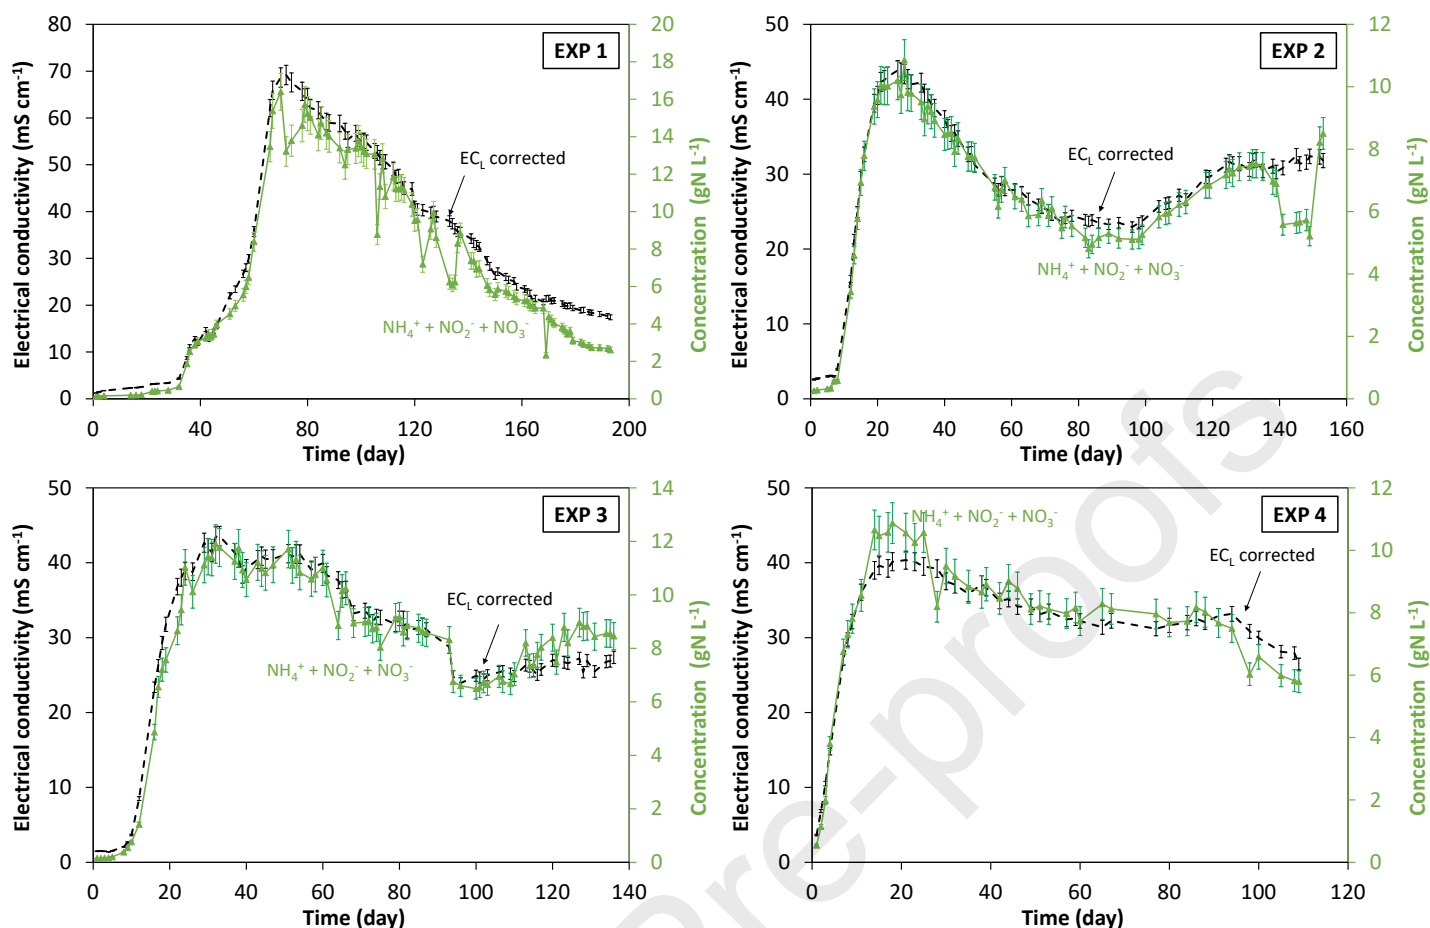 EXP 1
Electrical conductivity (mS cm⁻¹)
80
70
60
50
40
30
20
10
0
20
18
16
14
12
10
8
6
4
2
0
Concentration (gN L⁻¹)
EC_L corrected
NH₄⁺ + NO₂⁻ + NO₃⁻
0 40 80 120 160 200
Time (day)
EXP 2
Electrical conductivity (mS cm⁻¹)
50
40
30
20
10
0
12
10
8
6
4
2
0
Concentration (gN L⁻¹)
EC_L corrected
NH₄⁺ + NO₂⁻ + NO₃⁻
0 20 40 60 80 100 120 140 160
Time (day)
EXP 3
Electrical conductivity (mS cm⁻¹)
50
40
30
20
10
0
14
12
10
8
6
4
2
0
Concentration (gN L⁻¹)
EC_L corrected
NH₄⁺ + NO₂⁻ + NO₃⁻
0 20 40 60 80 100 120 140
Time (day)
EXP 4
Electrical conductivity (mS cm⁻¹)
50
40
30
20
10
0
12
10
8
6
4
2
0
Concentration (gN L⁻¹)
NH₄⁺ + NO₂⁻ + NO₃⁻
EC_L corrected
0 20 40 60 80 100 120
Time (day)
Pre-proofs